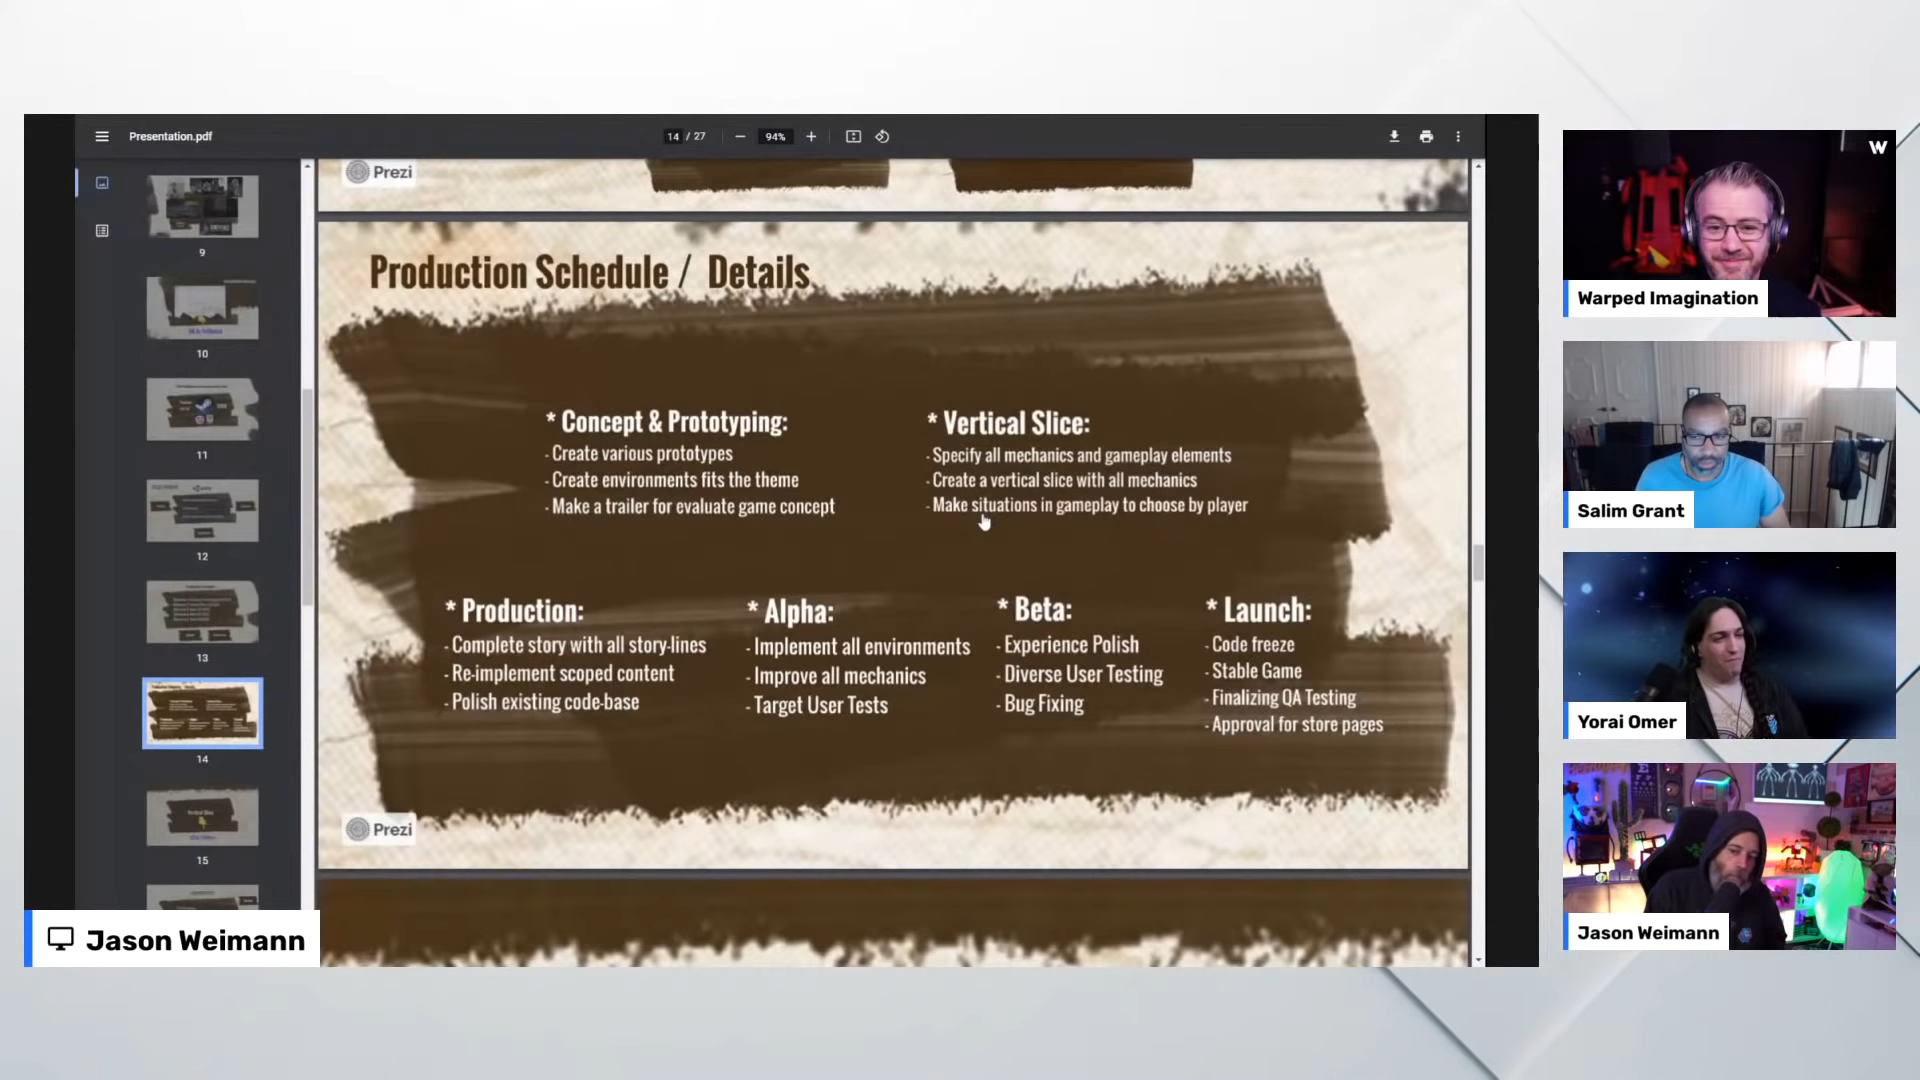 Presentation.pdf
14 / 27
94%
Prezi
9
10
11
12
13
14
15
Production Schedule / Details
* Concept & Prototyping:
- Create various prototypes
- Create environments fits the theme
- Make a trailer for evaluate game concept
* Vertical Slice:
- Specify all mechanics and gameplay elements
- Create a vertical slice with all mechanics
- Make situations in gameplay to choose by player
* Production:
- Complete story with all story-lines
- Re-implement scoped content
- Polish existing code-base
* Alpha:
- Implement all environments
- Improve all mechanics
- Target User Tests
* Beta:
- Experience Polish
- Diverse User Testing
- Bug Fixing
* Launch:
- Code freeze
- Stable Game
- Finalizing QA Testing
- Approval for store pages
Prezi
Jason Weimann
W
Warped Imagination
Salim Grant
Yorai Omer
Jason Weimann